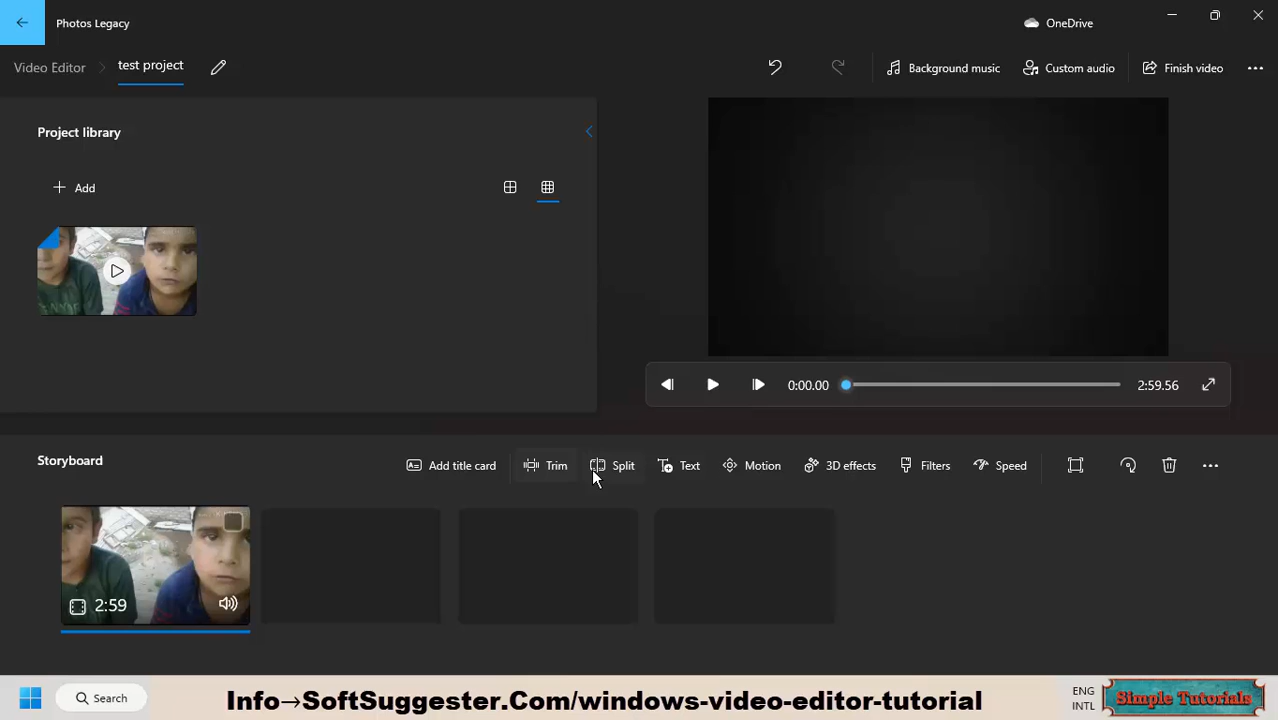 Photos Legacy
OneDrive
Video Editor
test project
Background music
Custom audio
Finish video
Project library
Add
0:00.00
2:59.56
Storyboard
Add title card
Trim
Split
Text
Motion
3D effects
Filters
Speed
2:59
Search
Info→SoftSuggester.Com/windows-video-editor-tutorial
ENG
INTL
Simple Tutorials